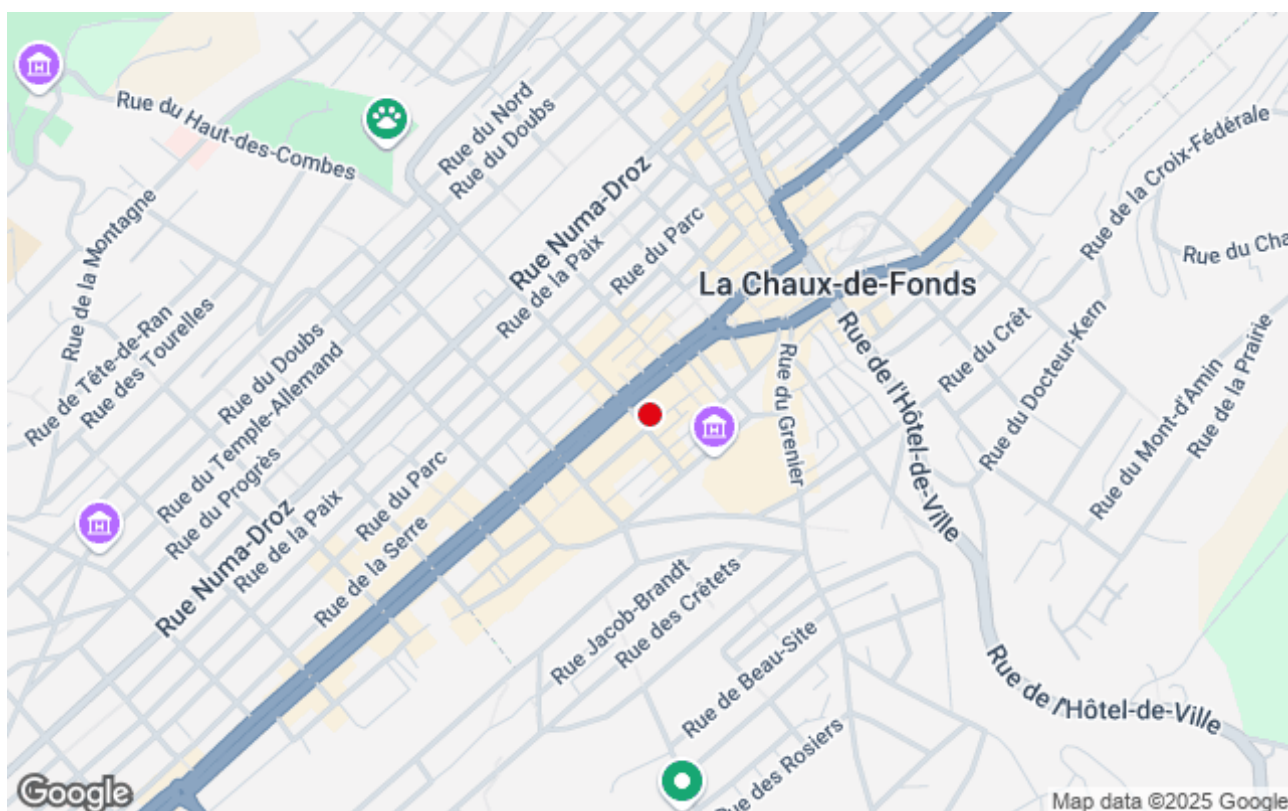 Rue du Haut-des-Combes
Rue du Nord
Rue du Doubs
Rue de la Croix-Fédérale
Rue de la Montagne
Rue Numa-Droz
Rue du Parc
Rue de la Paix
Rue du Cha
La Chaux-de-Fonds
Rue de Tête-de-Ran
Rue des Tourelles
Rue du Doubs
Rue du Temple-Allemand
Rue du Progrès
Rue Numa-Droz
Rue de la Paix
Rue du Parc
Rue de la Serre
Rue du Grenier
Rue de l'Hôtel-de-Ville
Rue du Crêt
Rue du Docteur-Kern
Rue du Mont-d'Amin
Rue de la Prairie
Rue Jacob-Brandt
Rue des Crêtets
Rue de Beau-Site
Rue des Rosiers
Rue de l'Hôtel-de-Ville
Google
Map data ©2025 Google